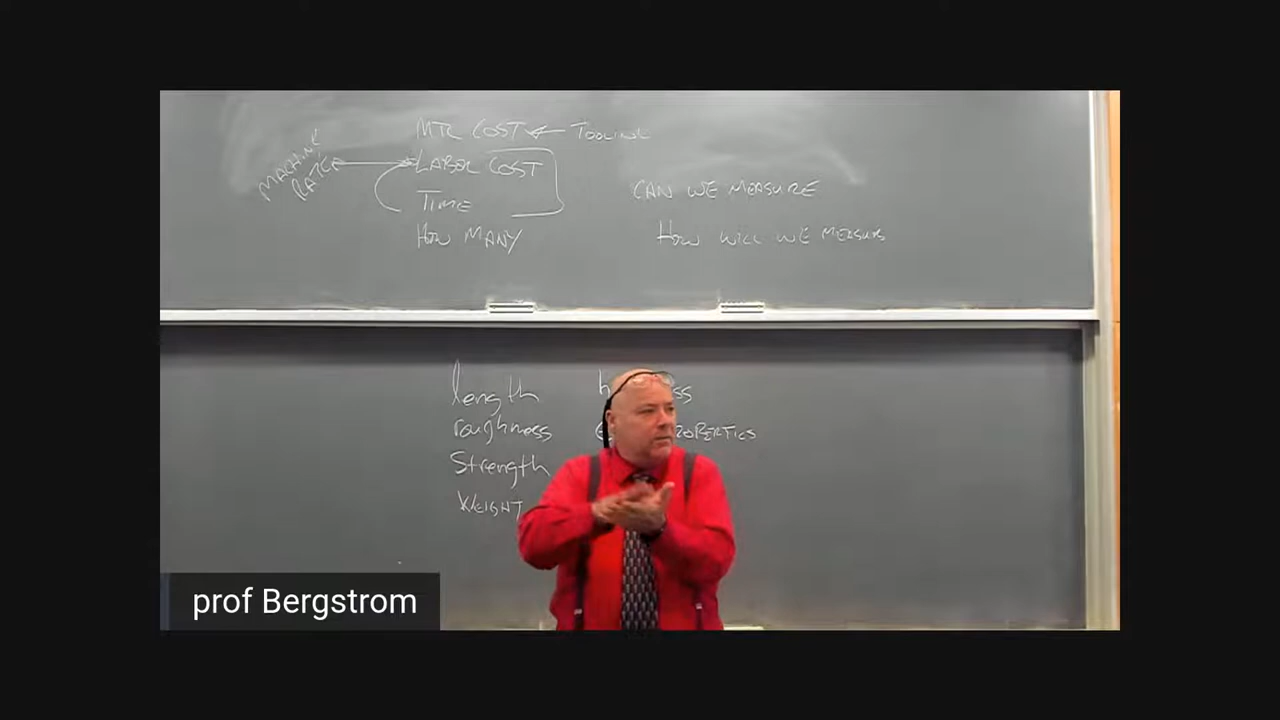 MTL COST ← TOOLING
MACHINE
RATE
LABOR COST
TIME
HOW MANY
CAN WE MEASURE
HOW WILL WE MEASURE
length
roughness
Strength
WEIGHT
prof Bergstrom